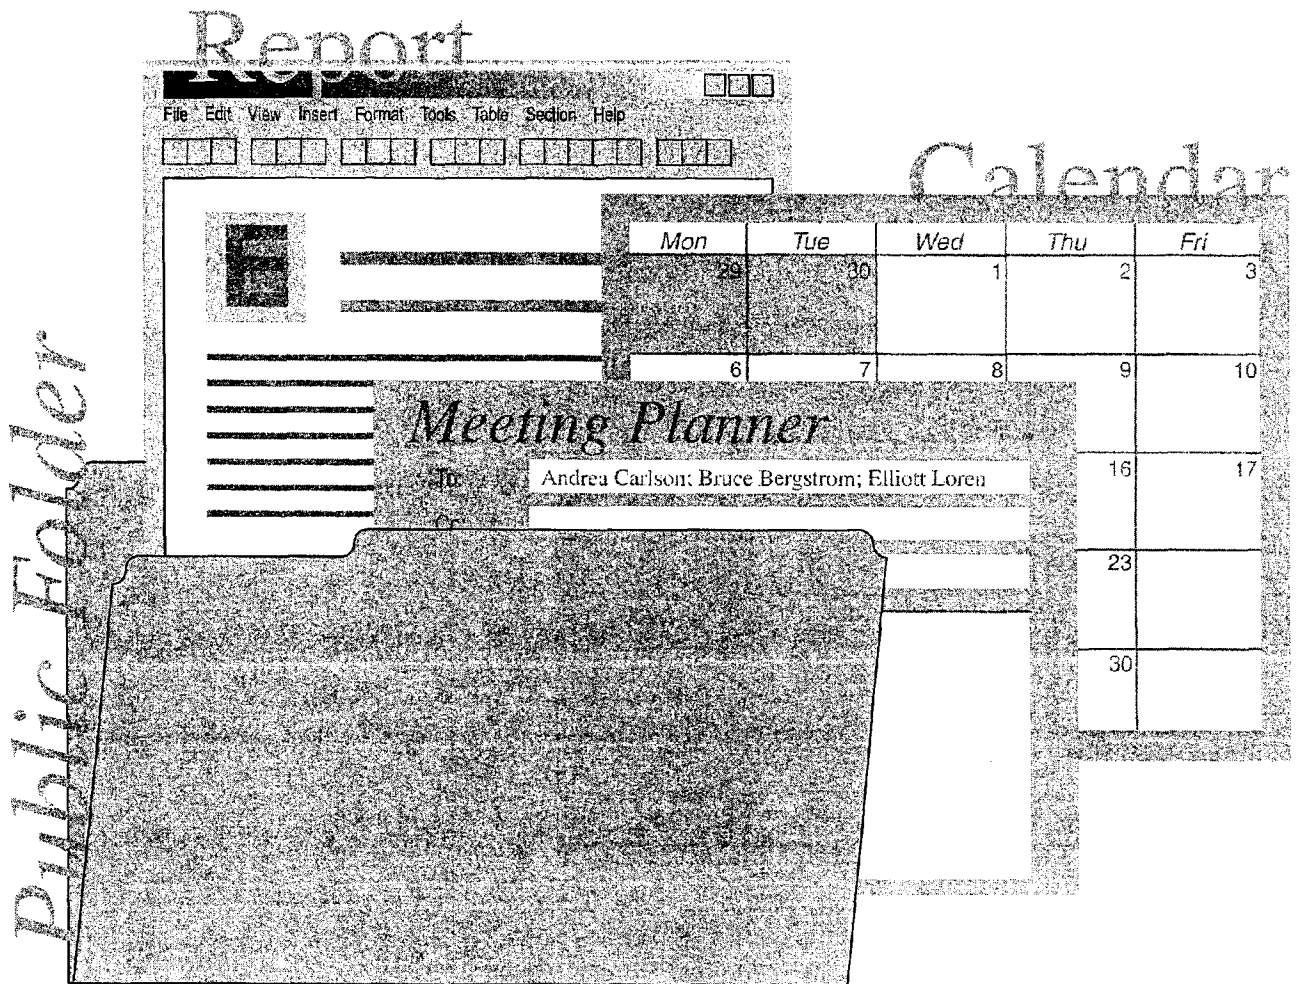 Report
File Edit View Insert Format Tools Table Section Help
Calendar
Mon Tue Wed Thu Fri
29 30 1 2 3
6 7 8 9 10
16 17
23
30
Meeting Planner
To:
Andrea Carlson; Bruce Bergstrom; Elliott Loren
Cc:
Public Folder